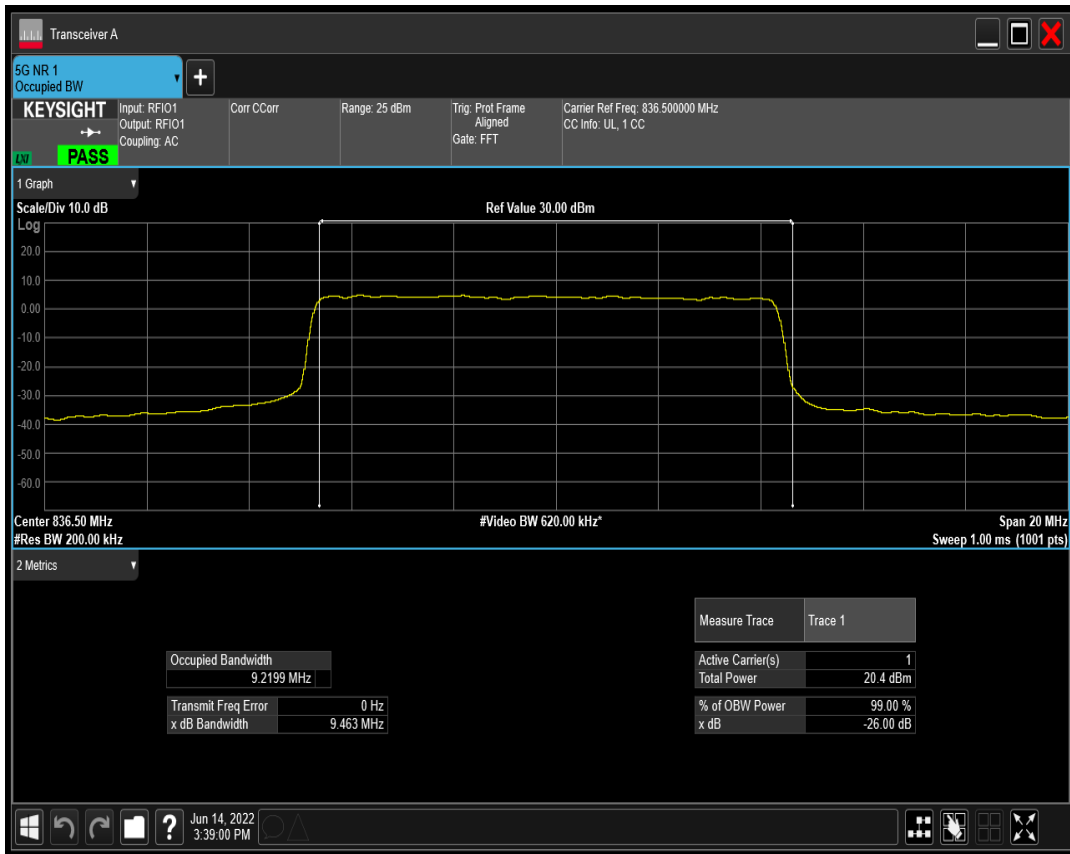 Transceiver A
5G NR 1
Occupied BW
+
KEYSIGHT
LXI
PASS
Input: RFIO1
Output: RFIO1
Coupling: AC
Corr CCorr
Range: 25 dBm
Trig: Prot Frame
Aligned
Gate: FFT
Carrier Ref Freq: 836.500000 MHz
CC Info: UL, 1 CC
1 Graph
Scale/Div 10.0 dB
Ref Value 30.00 dBm
Log
20.0
10.0
0.00
-10.0
-20.0
-30.0
-40.0
-50.0
-60.0
Center 836.50 MHz
#Video BW 620.00 kHz*
Span 20 MHz
#Res BW 200.00 kHz
Sweep 1.00 ms (1001 pts)
2 Metrics
Measure Trace Trace 1
Occupied Bandwidth
9.2199 MHz
Active Carrier(s) 1
Total Power 20.4 dBm
Transmit Freq Error 0 Hz
x dB Bandwidth 9.463 MHz
% of OBW Power 99.00 %
x dB -26.00 dB
?
Jun 14, 2022
3:39:00 PM